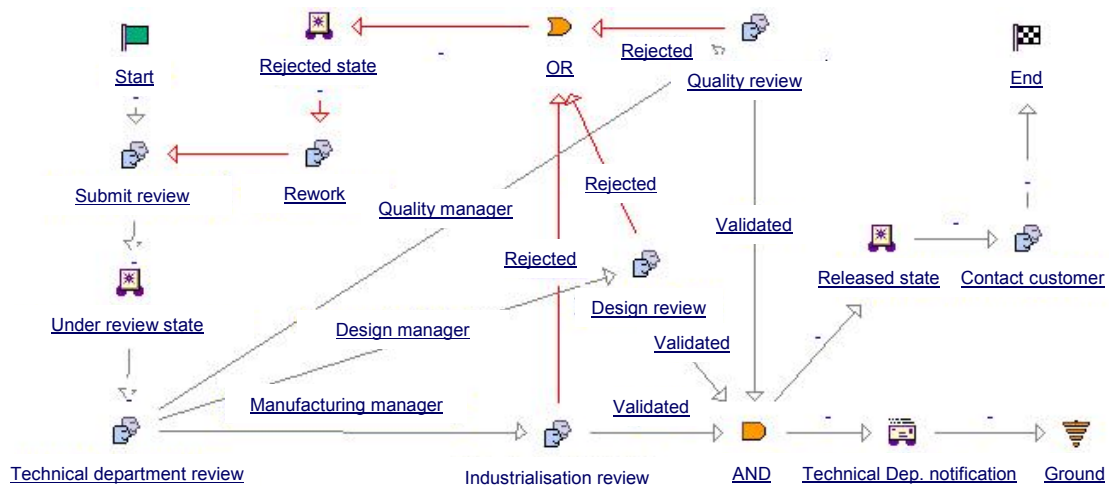 Rejected
Start
Rejected state
OR
Quality review
End
-
-
-
-
Submit review
Rework
Quality manager
Rejected
Rejected
Validated
-
-
-
Under review state
Design manager
Design review
Released state
Contact customer
Validated
-
-
Manufacturing manager
Validated
-
-
Technical department review
Industrialisation review
AND
Technical Dep. notification
Ground